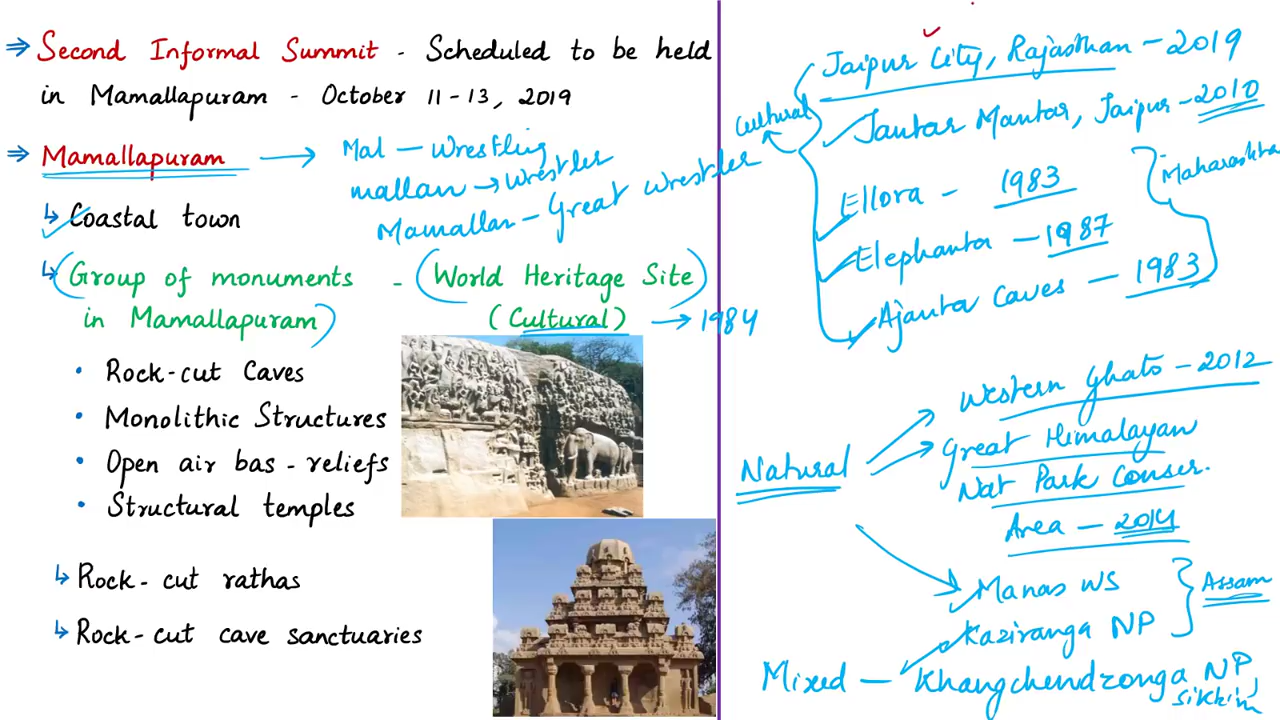 ⇒ Second Informal Summit - Scheduled to be held
in Mamallapuram - October 11-13, 2019
⇒ Mamallapuram → Mal - Wrestling
mallan → Wrestler
Mamallan - Great wrestler
↳ Coastal town
↳ (Group of monuments - (World Heritage Site)
in Mamallapuram) (Cultural) → 1984
• Rock-cut Caves
• Monolithic Structures
• Open air bas-reliefs
• Structural temples
↳ Rock-cut rathas
↳ Rock-cut cave sanctuaries
Cultural
Jaipur City, Rajasthan - 2019
Jantar Mantar, Jaipur - 2010
Ellora - 1983
Elephanta - 1987
Ajanta Caves - 1983
Maharashtra
Natural
Western Ghats - 2012
Great Himalayan
Nat Park Conser.
Area - 2014
Manas WS
Kaziranga NP
Assam
Mixed - Khangchendzonga NP,
Sikkim